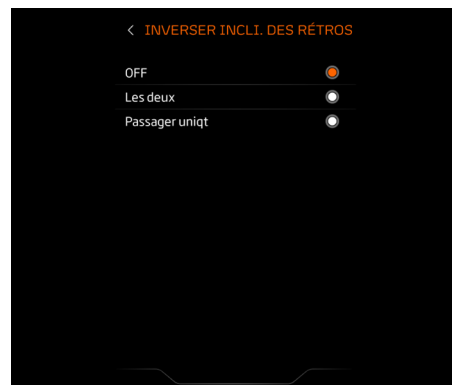 INVERSER INCLI. DES RÉTROS
OFF
Les deux
Passager uniqt